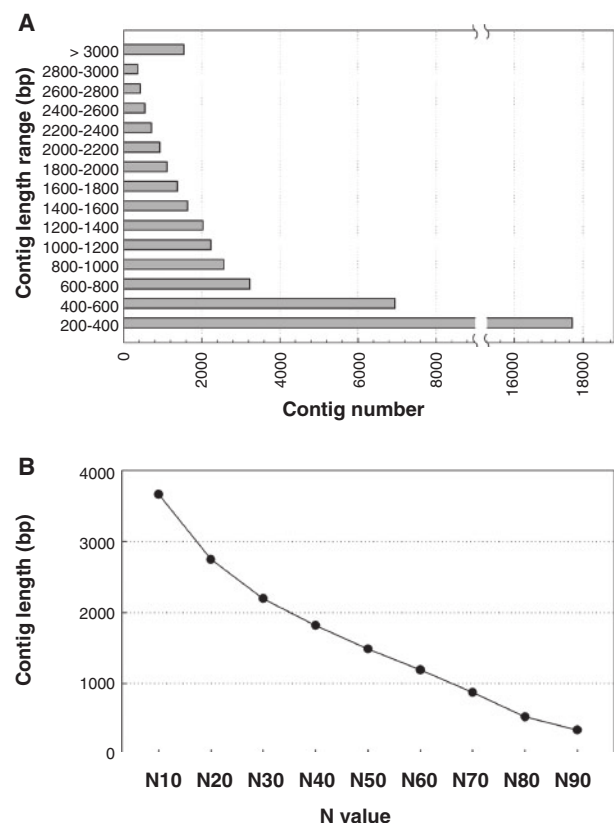 A
Contig length range (bp)
> 3000
2800-3000
2600-2800
2400-2600
2200-2400
2000-2200
1800-2000
1600-1800
1400-1600
1200-1400
1000-1200
800-1000
600-800
400-600
200-400
0 2000 4000 6000 8000 16000 18000
Contig number
B
Contig length (bp)
4000
3000
2000
1000
0
N10 N20 N30 N40 N50 N60 N70 N80 N90
N value